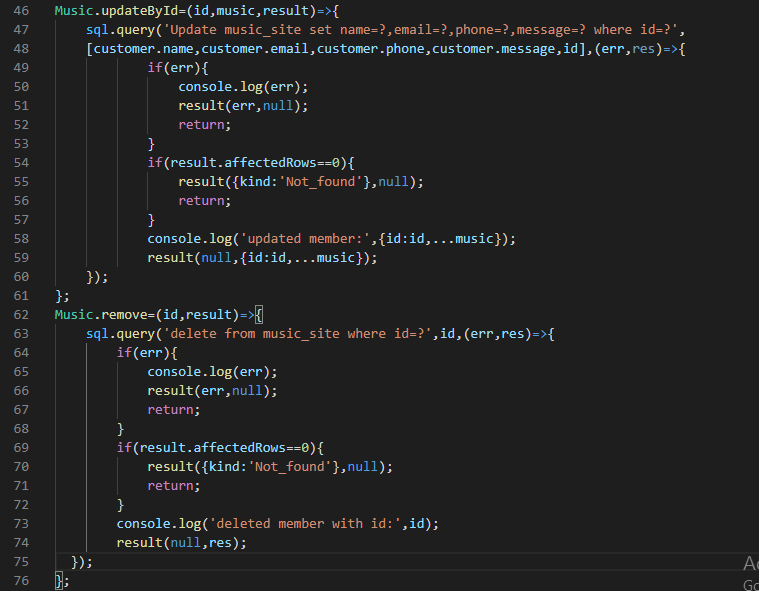 46 Music.updateById=(id,music,result)=>{
47 sql.query('Update music_site set name=?,email=?,phone=?,message=? where id=?',
48 [customer.name,customer.email,customer.phone,customer.message,id],(err,res)=>{
49 if(err){
50 console.log(err);
51 result(err,null);
52 return;
53 }
54 if(result.affectedRows==0){
55 result({kind:'Not_found'},null);
56 return;
57 }
58 console.log('updated member:',{id:id,...music});
59 result(null,{id:id,...music});
60 });
61 };
62 Music.remove=(id,result)=>{
63 sql.query('delete from music_site where id=?',id,(err,res)=>{
64 if(err){
65 console.log(err);
66 result(err,null);
67 return;
68 }
69 if(result.affectedRows==0){
70 result({kind:'Not_found'},null);
71 return;
72 }
73 console.log('deleted member with id:',id);
74 result(null,res);
75 });
76 };